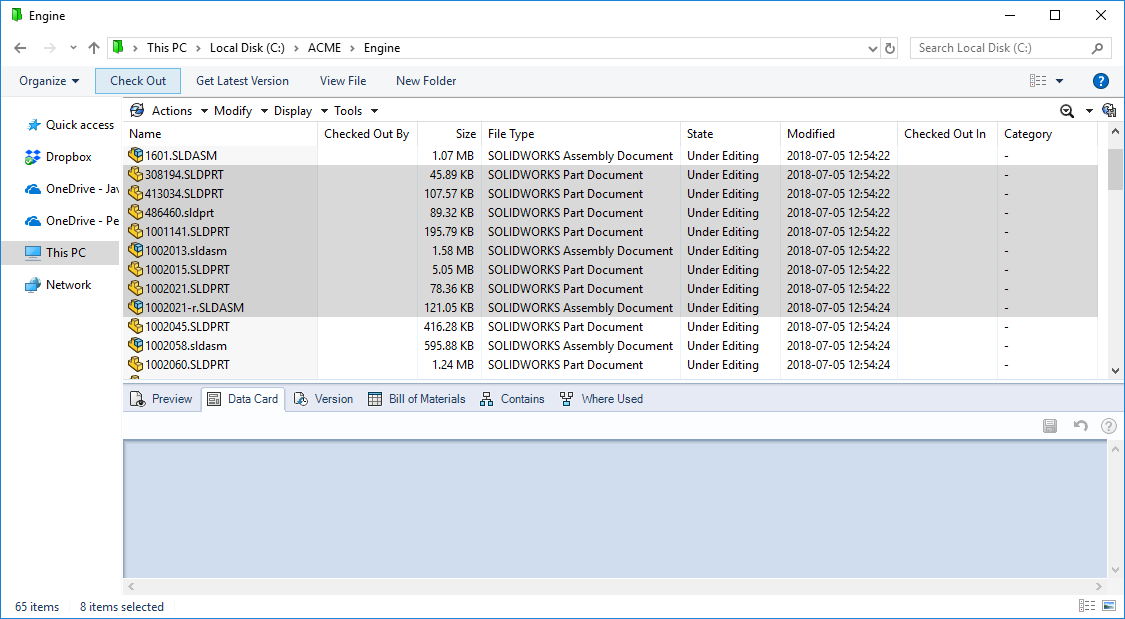 Engine
This PC > Local Disk (C:) > ACME > Engine
Search Local Disk (C:)
Organize Check Out Get Latest Version View File New Folder ?
Quick access
Dropbox
OneDrive - Jav
OneDrive - Pe
This PC
Network
Actions Modify Display Tools
Name Checked Out By Size File Type State Modified Checked Out In Category
1601.SLDASM 1.07 MB SOLIDWORKS Assembly Document Under Editing 2018-07-05 12:54:22 -
308194.SLDPRT 45.89 KB SOLIDWORKS Part Document Under Editing 2018-07-05 12:54:22 -
413034.SLDPRT 107.57 KB SOLIDWORKS Part Document Under Editing 2018-07-05 12:54:22 -
486460.sldprt 89.32 KB SOLIDWORKS Part Document Under Editing 2018-07-05 12:54:22 -
1001141.SLDPRT 195.79 KB SOLIDWORKS Part Document Under Editing 2018-07-05 12:54:22 -
1002013.sldasm 1.58 MB SOLIDWORKS Assembly Document Under Editing 2018-07-05 12:54:22 -
1002015.SLDPRT 5.05 MB SOLIDWORKS Part Document Under Editing 2018-07-05 12:54:22 -
1002021.SLDPRT 78.36 KB SOLIDWORKS Part Document Under Editing 2018-07-05 12:54:22 -
1002021-r.SLDASM 121.05 KB SOLIDWORKS Assembly Document Under Editing 2018-07-05 12:54:24 -
1002045.SLDPRT 416.28 KB SOLIDWORKS Part Document Under Editing 2018-07-05 12:54:24 -
1002058.sldasm 595.88 KB SOLIDWORKS Assembly Document Under Editing 2018-07-05 12:54:24 -
1002060.SLDPRT 1.24 MB SOLIDWORKS Part Document Under Editing 2018-07-05 12:54:24 -
Preview Data Card Version Bill of Materials Contains Where Used
?
65 items 8 items selected